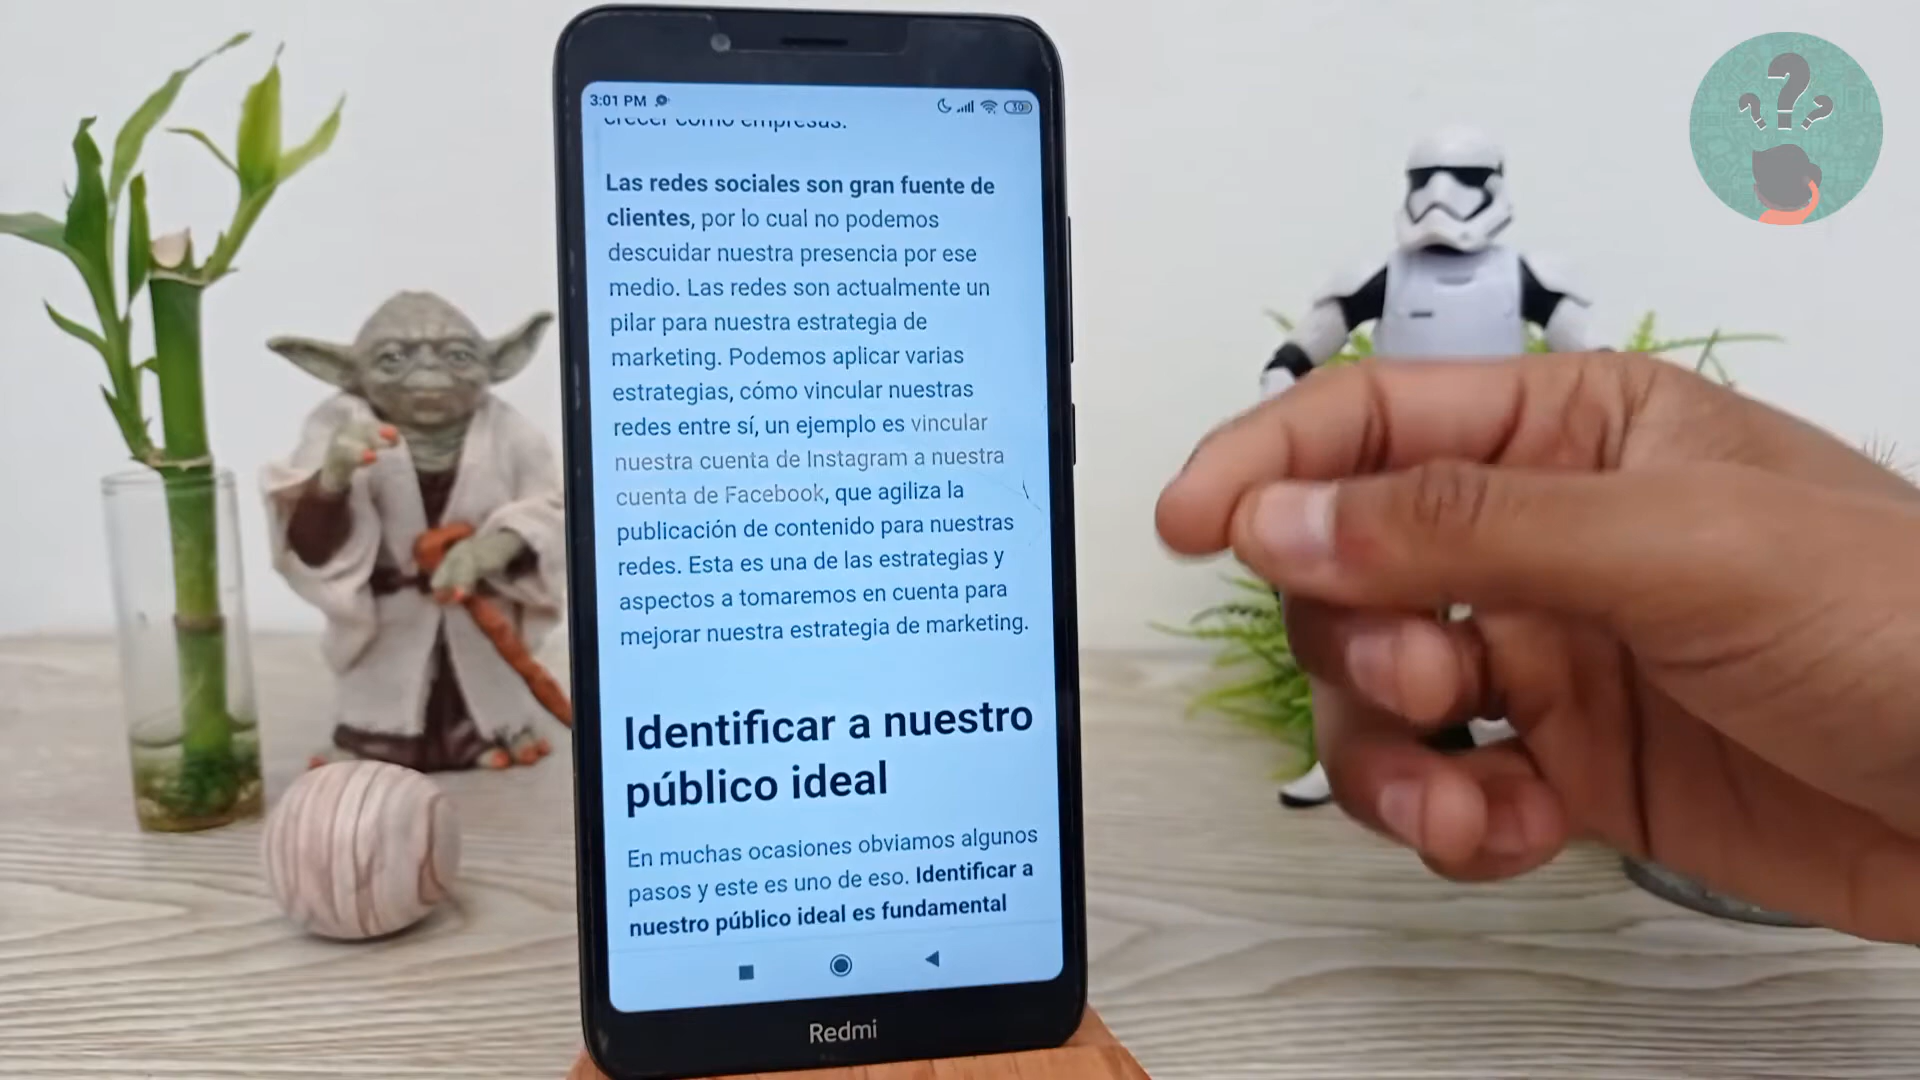 3:01 PM
30
crecer como empresas.
Las redes sociales son gran fuente de
clientes, por lo cual no podemos
descuidar nuestra presencia por ese
medio. Las redes son actualmente un
pilar para nuestra estrategia de
marketing. Podemos aplicar varias
estrategias, cómo vincular nuestras
redes entre sí, un ejemplo es vincular
nuestra cuenta de Instagram a nuestra
cuenta de Facebook, que agiliza la
publicación de contenido para nuestras
redes. Esta es una de las estrategias y
aspectos a tomaremos en cuenta para
mejorar nuestra estrategia de marketing.
Identificar a nuestro
público ideal
En muchas ocasiones obviamos algunos
pasos y este es uno de eso. Identificar a
nuestro público ideal es fundamental
Redmi